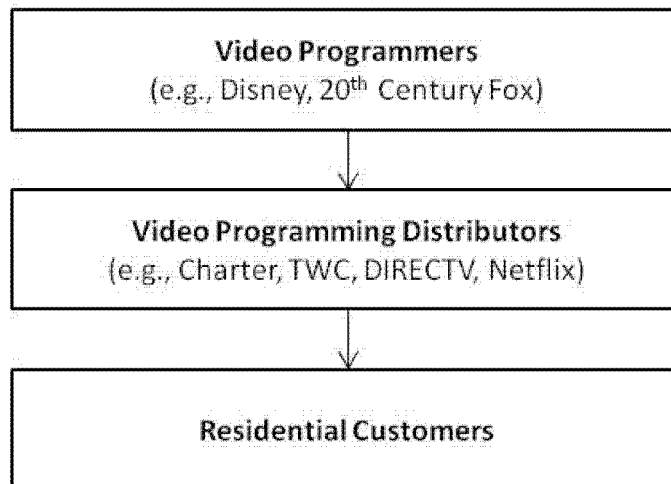 Video Programmers
(e.g., Disney, 20th Century Fox)
Video Programming Distributors
(e.g., Charter, TWC, DIRECTV, Netflix)
Residential Customers